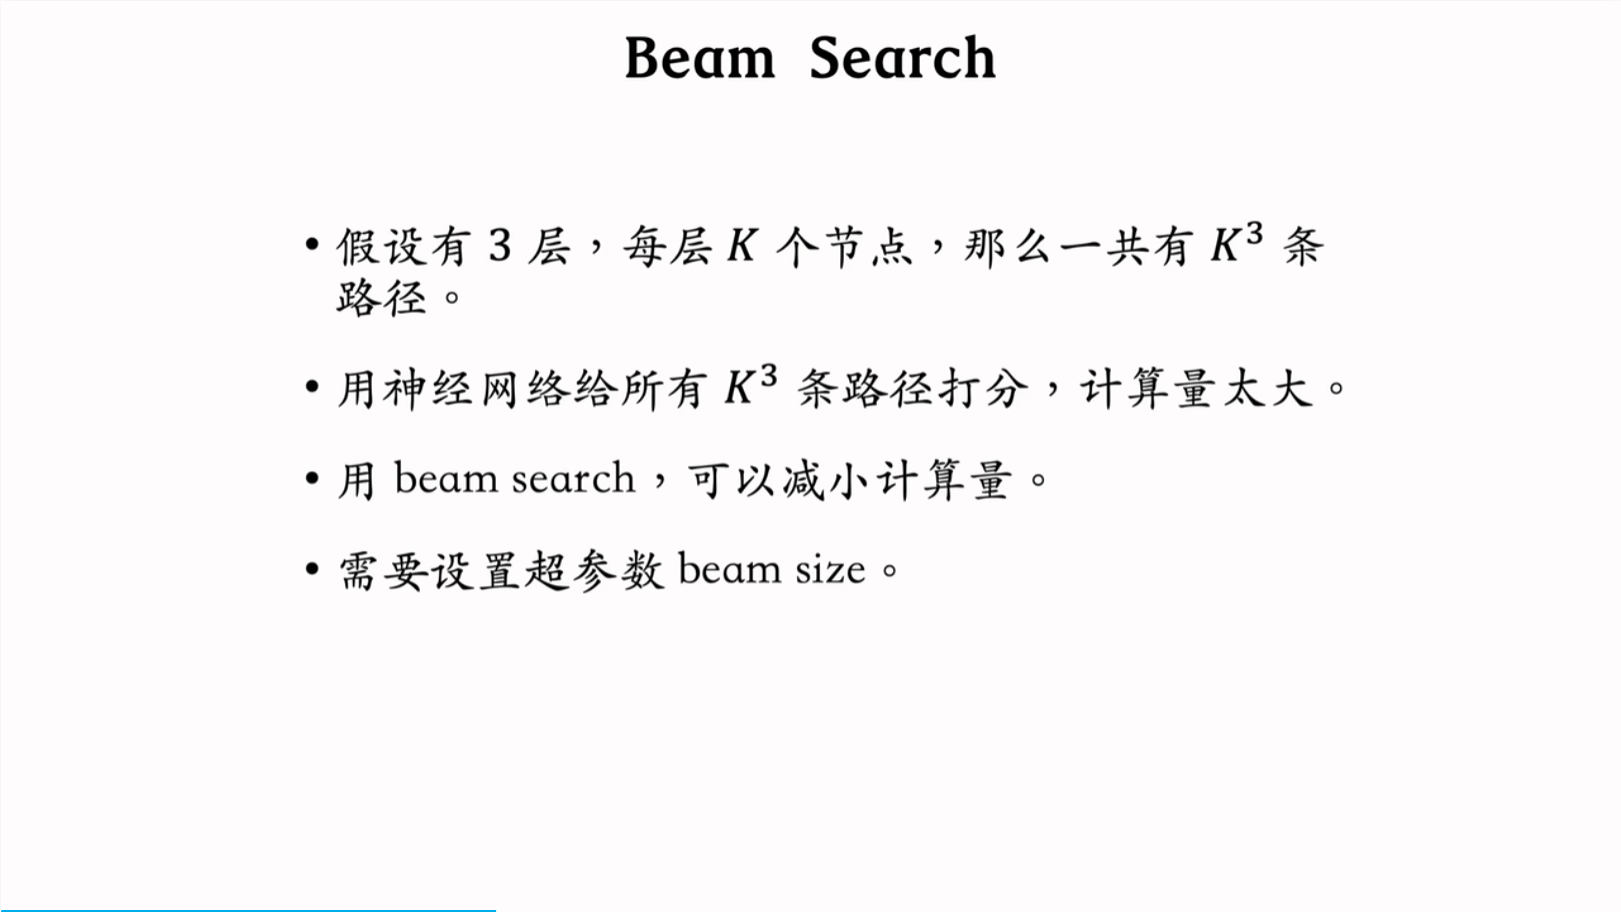 Beam Search
• 假设有 3 层，每层 K 个节点，那么一共有 K³ 条
路径。
• 用神经网络给所有 K³ 条路径打分，计算量太大。
• 用 beam search，可以减小计算量。
• 需要设置超参数 beam size。